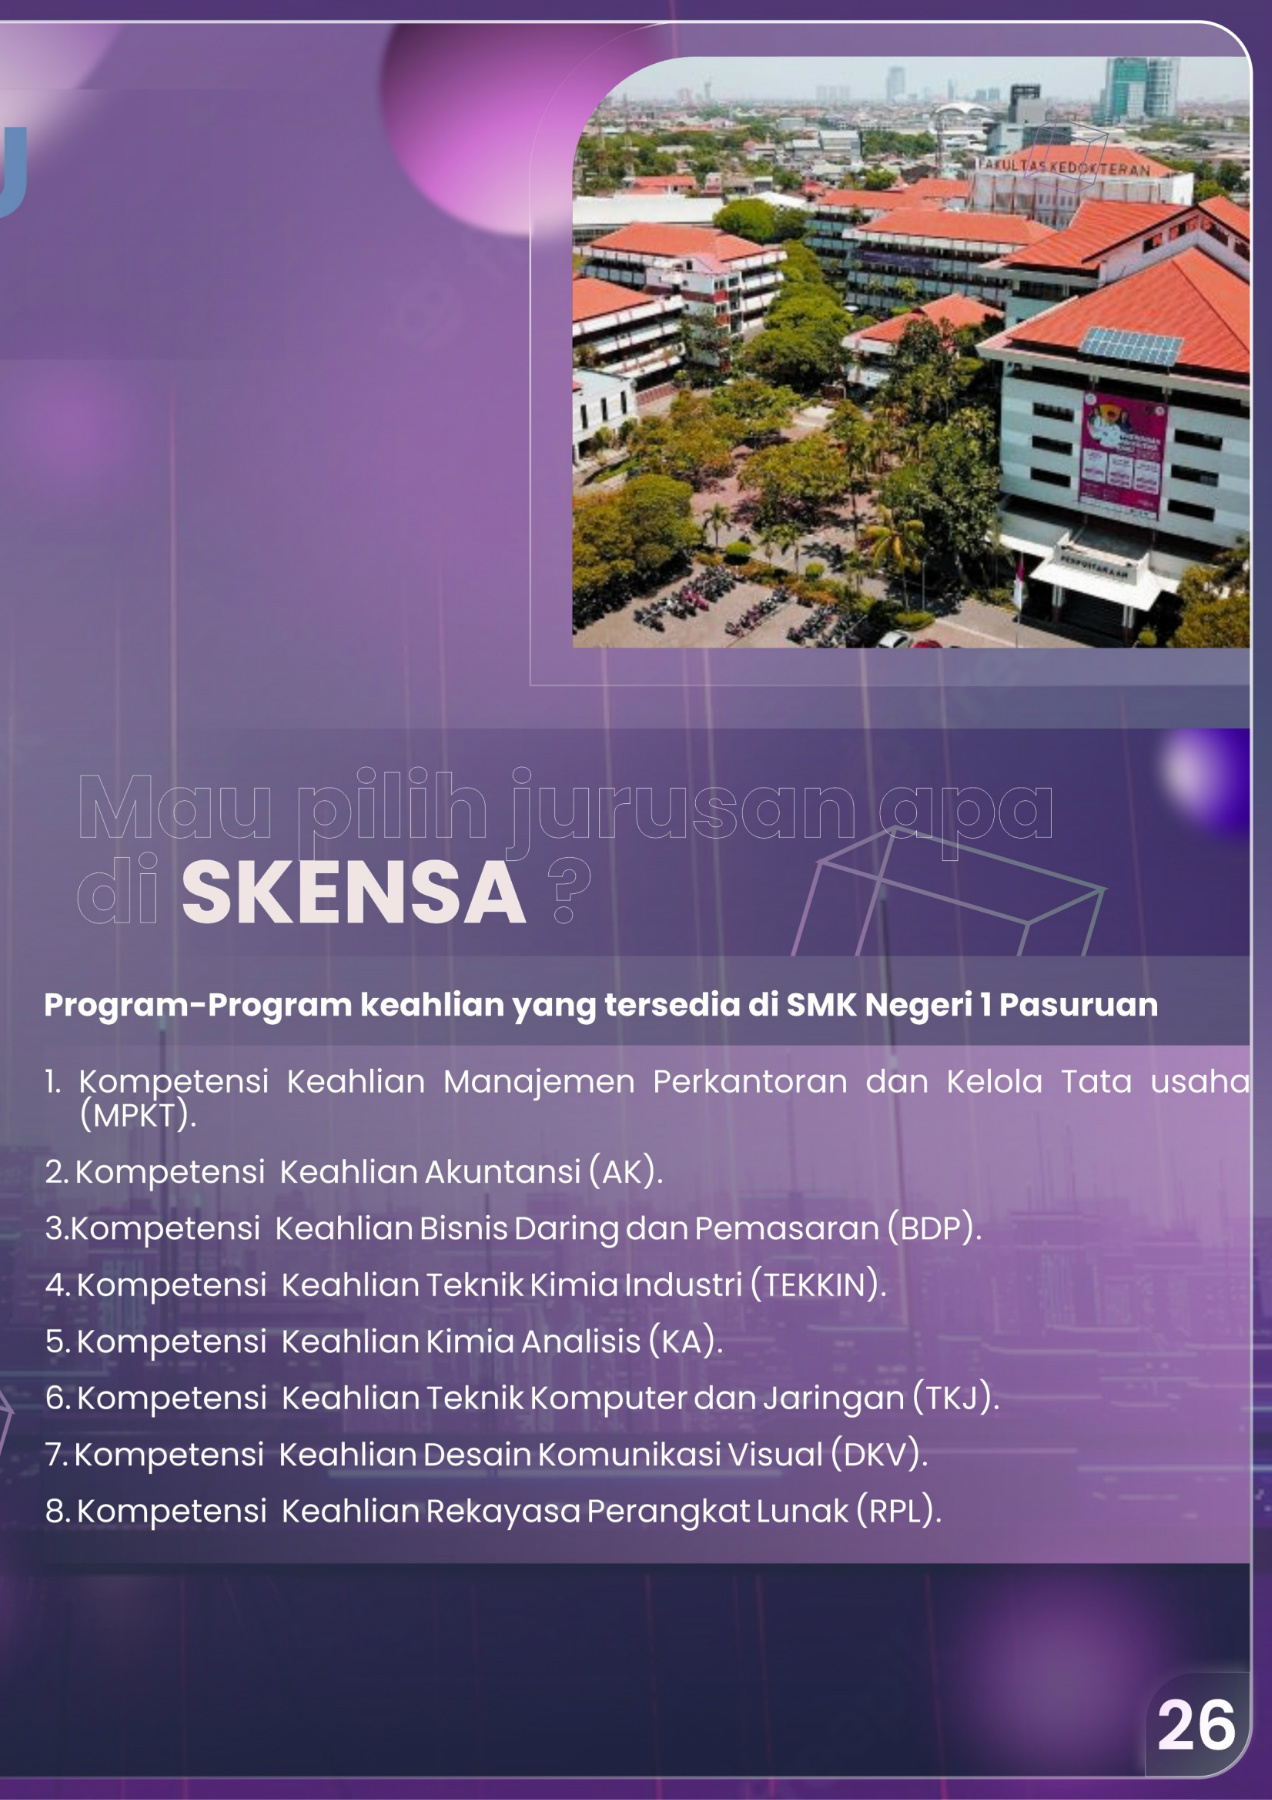 U
FAKULTAS KEDOKTERAN
PERPUSTAKAAN
Mau pilih jurusan apa
di SKENSA ?
Program-Program keahlian yang tersedia di SMK Negeri 1 Pasuruan
1. Kompetensi Keahlian Manajemen Perkantoran dan Kelola Tata usaha
(MPKT).
2. Kompetensi Keahlian Akuntansi (AK).
3.Kompetensi Keahlian Bisnis Daring dan Pemasaran (BDP).
4. Kompetensi Keahlian Teknik Kimia Industri (TEKKIN).
5. Kompetensi Keahlian Kimia Analisis (KA).
6. Kompetensi Keahlian Teknik Komputer dan Jaringan (TKJ).
7. Kompetensi Keahlian Desain Komunikasi Visual (DKV).
8. Kompetensi Keahlian Rekayasa Perangkat Lunak (RPL).
26